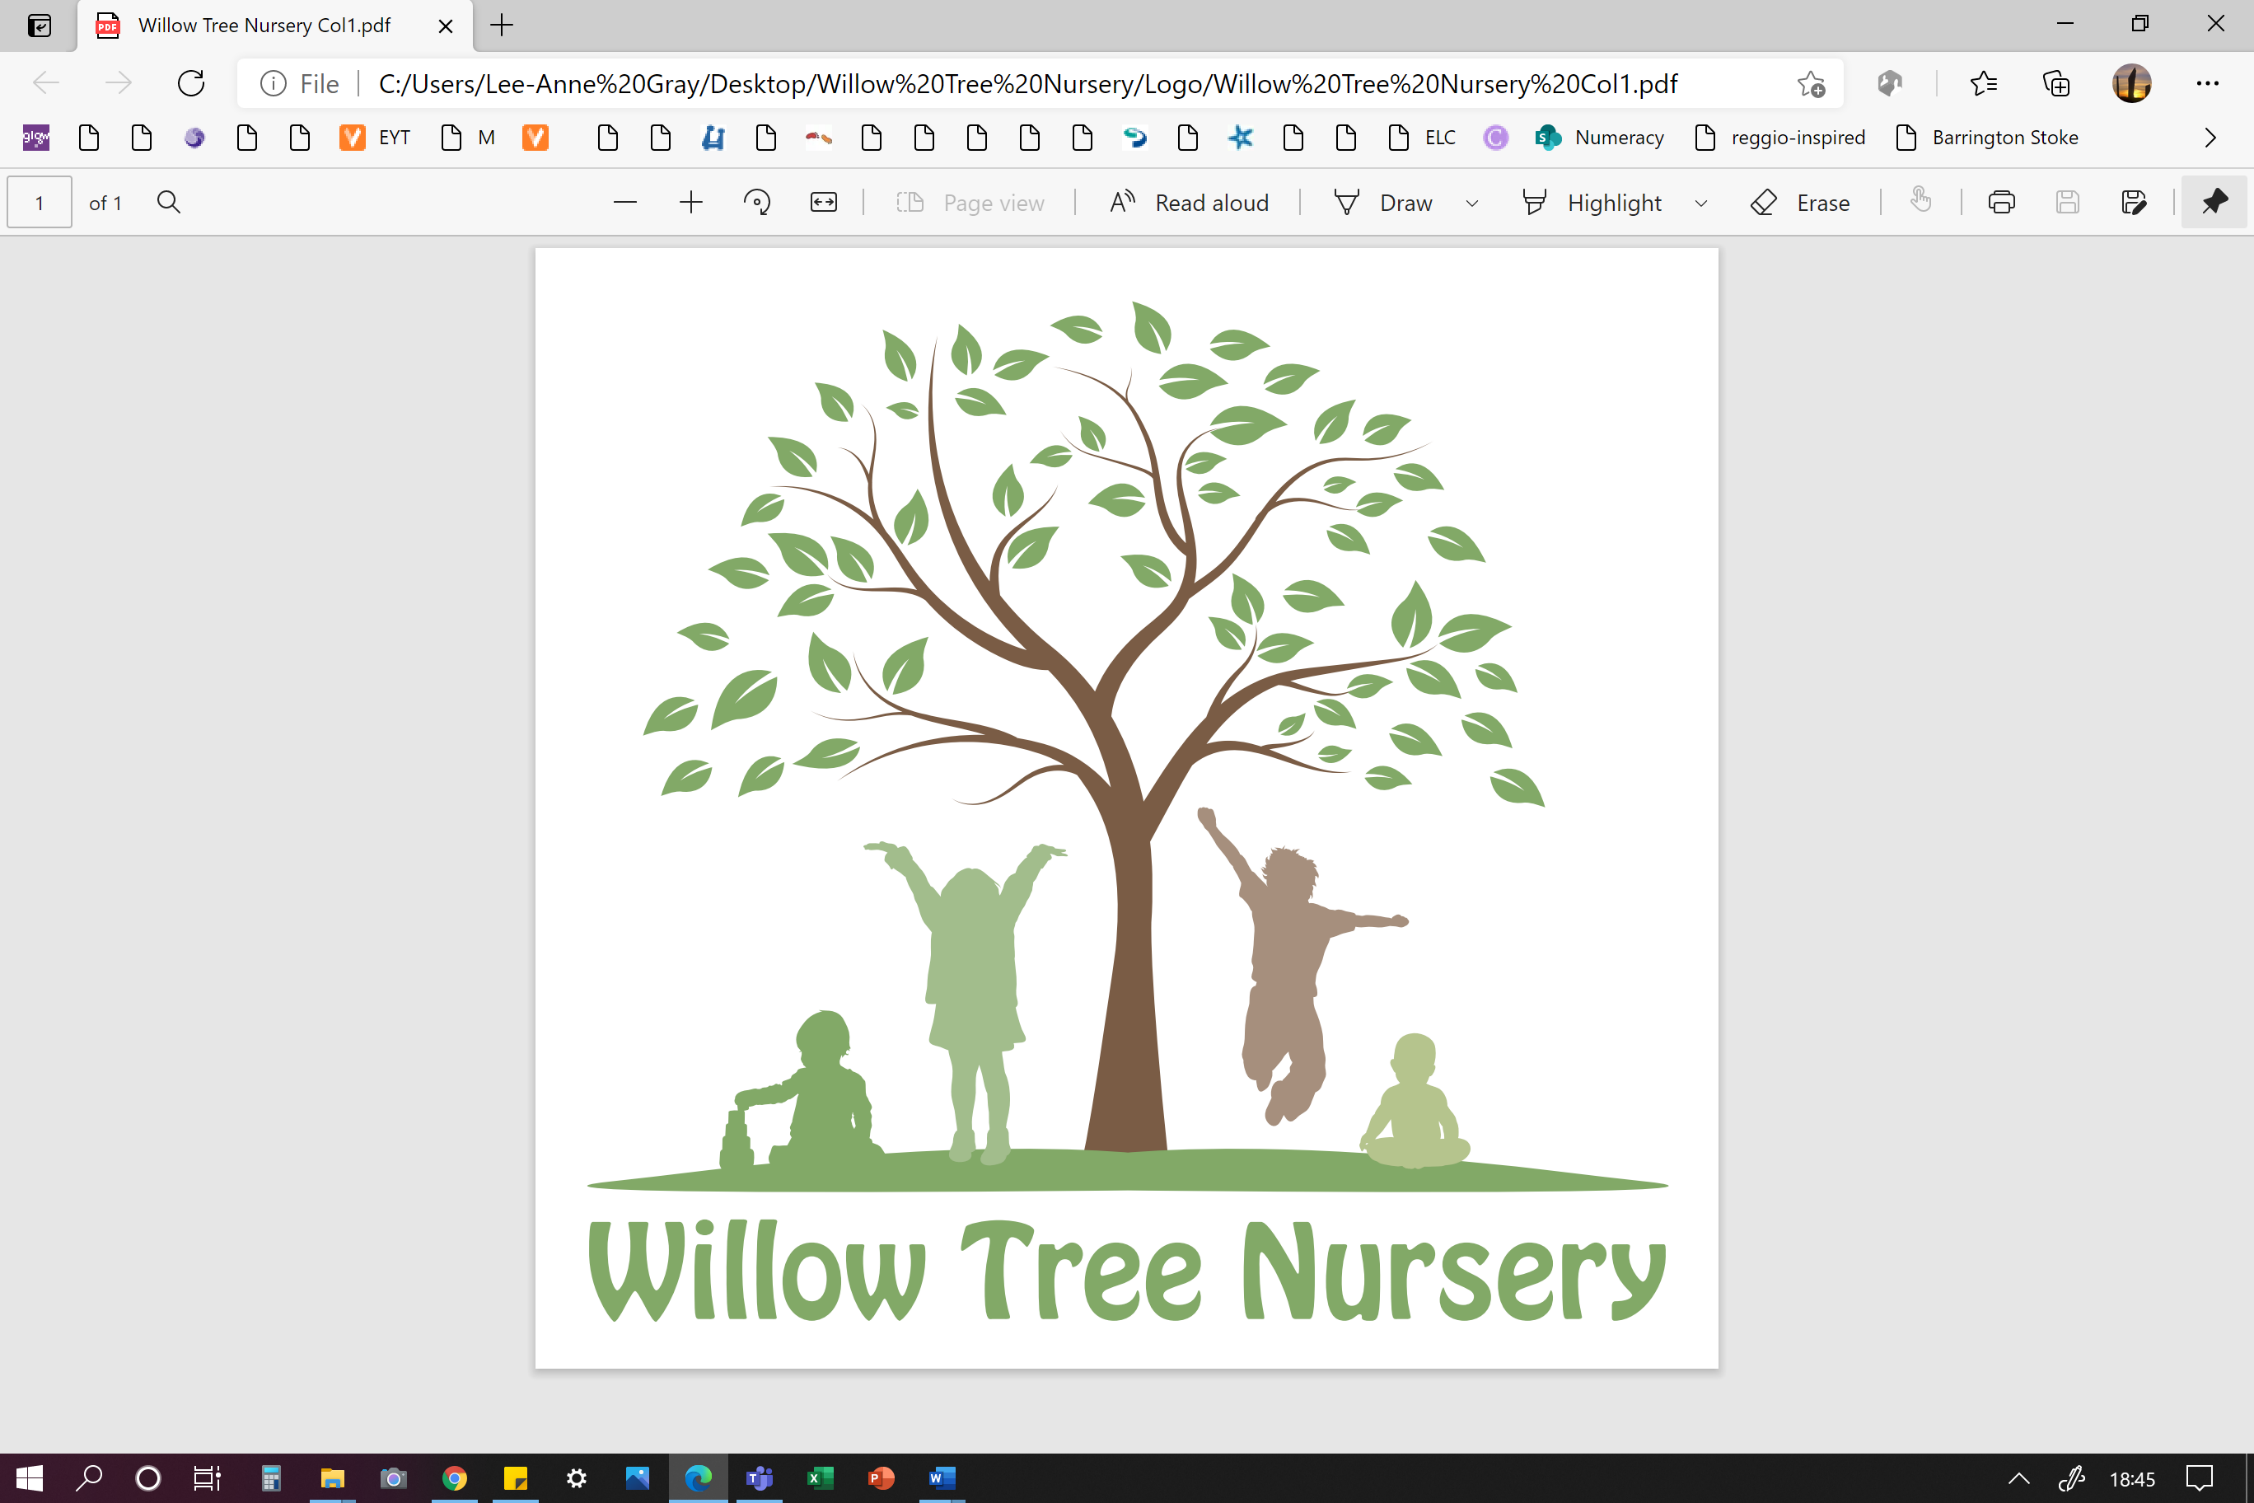 Willow Tree Nursery Col1.pdf
File
C:/Users/Lee-Anne%20Gray/Desktop/Willow%20Tree%20Nursery/Logo/Willow%20Tree%20Nursery%20Col1.pdf
glow EYT M ELC C S Numeracy reggio-inspired Barrington Stoke
1 of 1 Page view Read aloud Draw Highlight Erase
Willow Tree Nursery
18:45